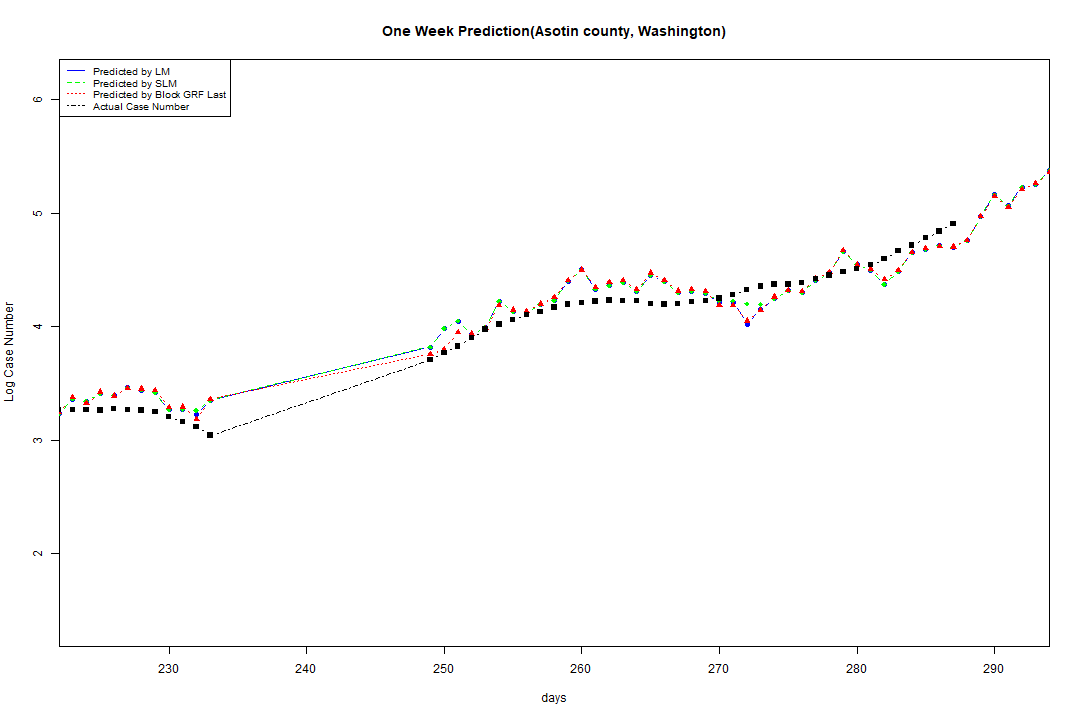 One Week Prediction(Asotin county, Washington)
Predicted by LM
Predicted by SLM
Predicted by Block GRF Last
Actual Case Number
6
5
4
3
2
Log Case Number
230 240 250 260 270 280 290
days